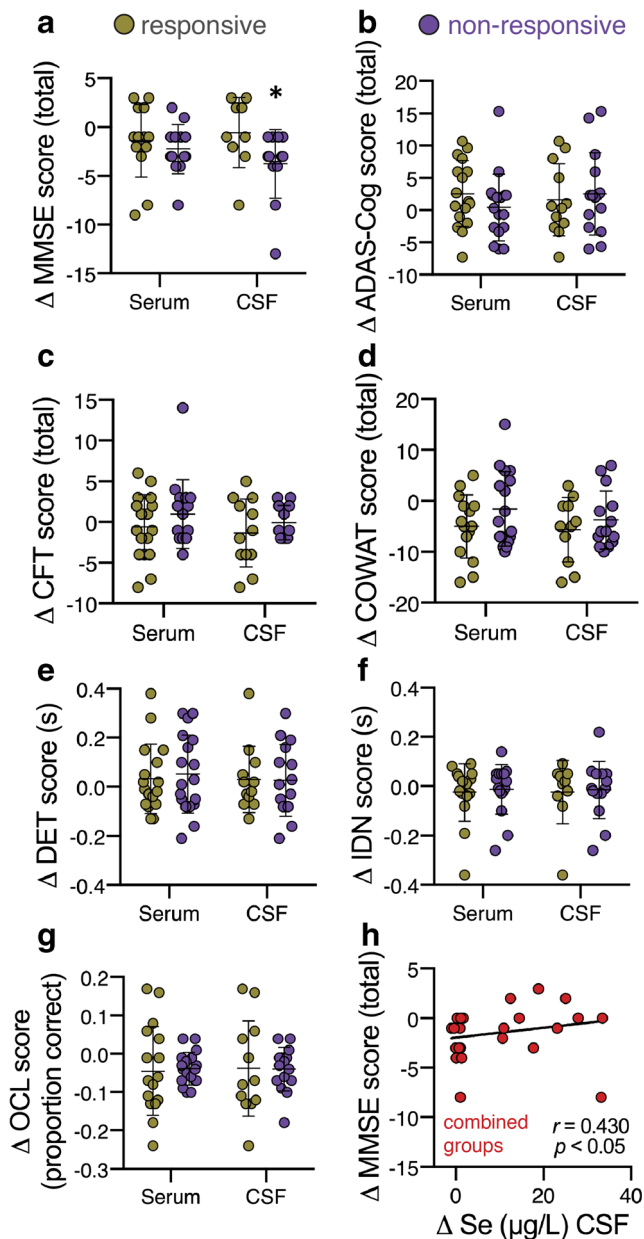 responsive non-responsive
a
Δ MMSE score (total)
5
0
-5
-10
-15
*
Serum CSF
b
Δ ADAS-Cog score (total)
20
15
10
5
0
-5
-10
Serum CSF
c
Δ CFT score (total)
15
10
5
0
-5
-10
Serum CSF
d
Δ COWAT score (total)
20
10
0
-10
-20
Serum CSF
e
Δ DET score (s)
0.4
0.2
0.0
-0.2
-0.4
Serum CSF
f
Δ IDN score (s)
0.4
0.2
0.0
-0.2
-0.4
Serum CSF
g
Δ OCL score
(proportion correct)
0.2
0.1
0.0
-0.1
-0.2
-0.3
Serum CSF
h
Δ MMSE score (total)
5
0
-5
-10
-15
combined
groups
r = 0.430
p < 0.05
0 20 40
Δ Se (µg/L) CSF